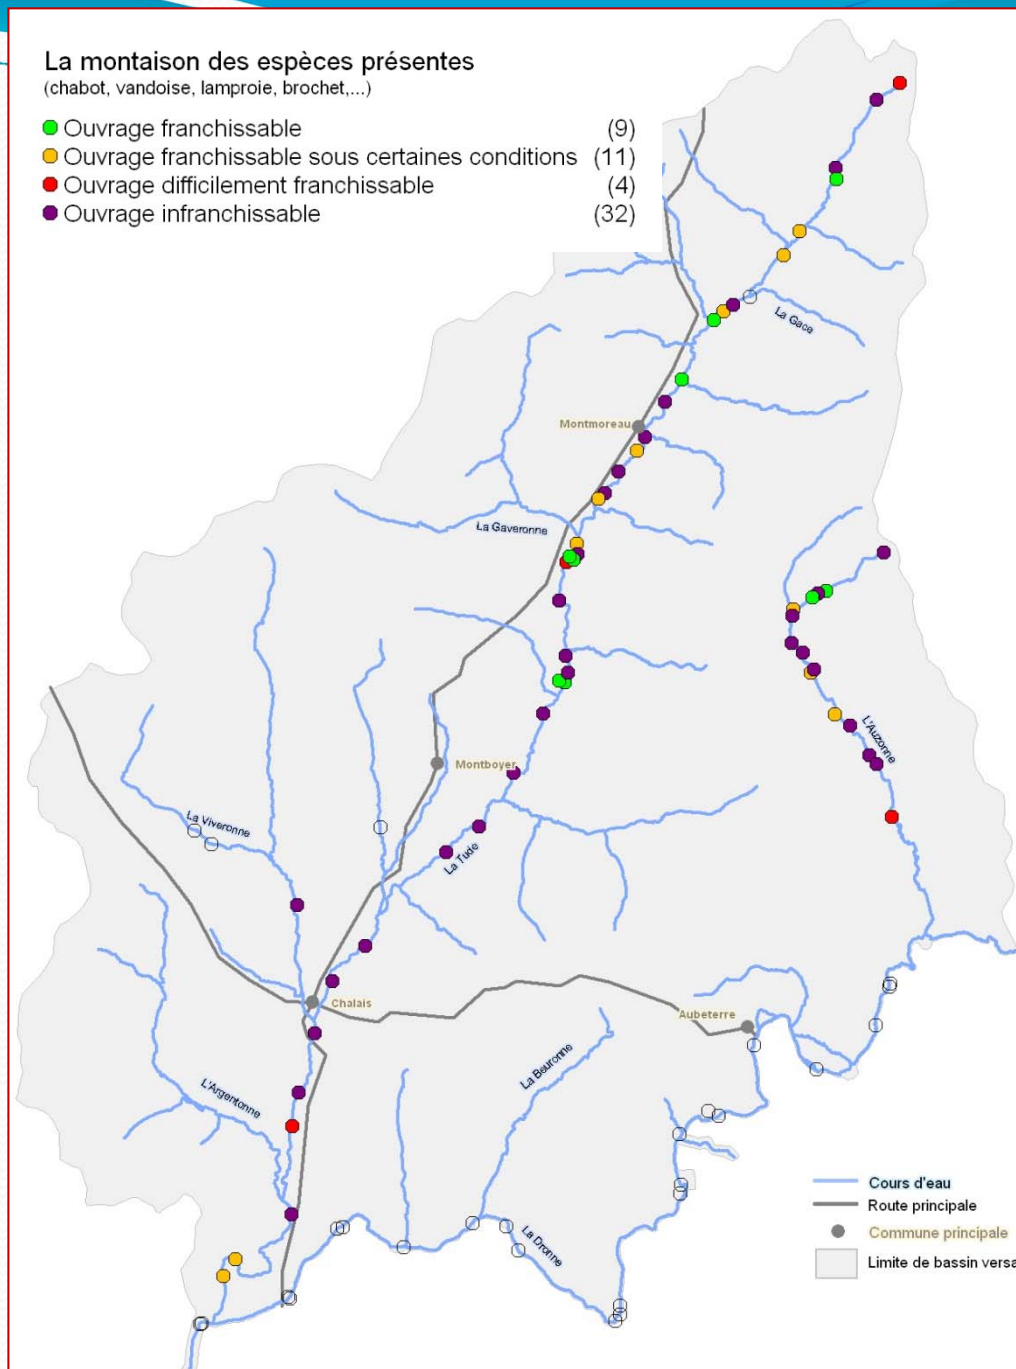 La montaison des espèces présentes
(chabot, vandoise, lamproie, brochet,...)
Ouvrage franchissable (9)
Ouvrage franchissable sous certaines conditions (11)
Ouvrage difficilement franchissable (4)
Ouvrage infranchissable (32)
La Gace
Montmoreau
La Gaveronne
L'Auzonne
Montboyer
La Viveronne
La Tude
Chalais
Aubeterre
La Beuronne
L'Argentonne
La Dronne
Cours d'eau
Route principale
Commune principale
Limite de bassin versa